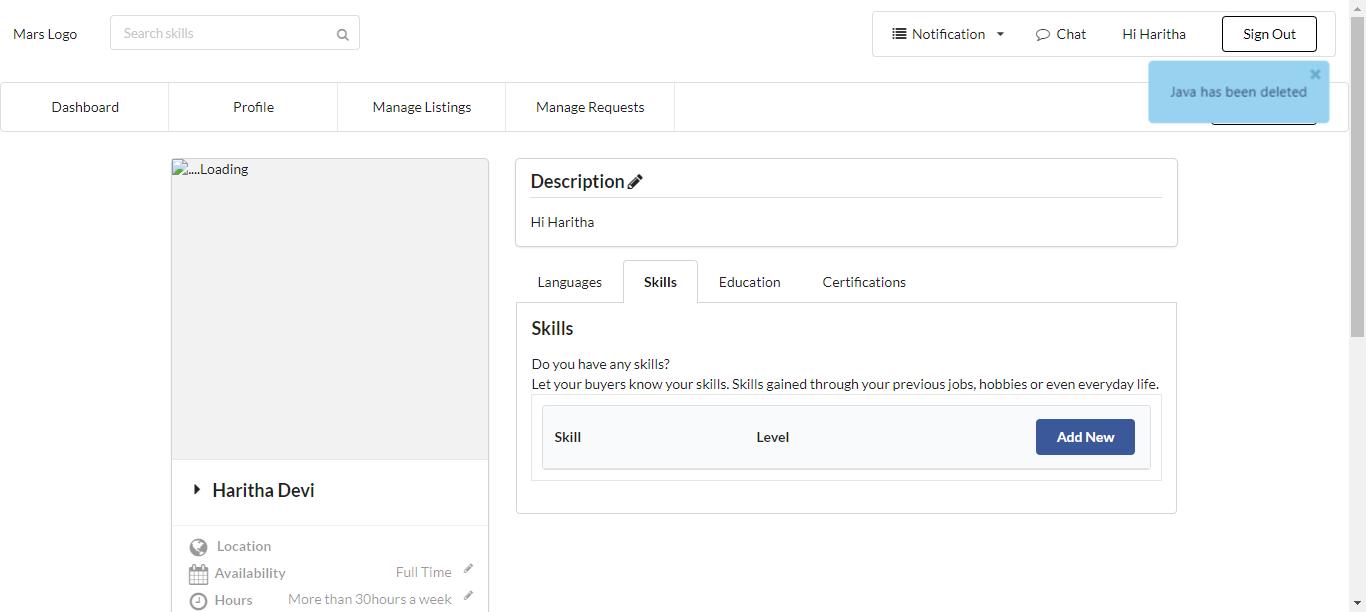 Mars Logo
Search skills
Notification
Chat
Hi Haritha
Sign Out
Java has been deleted
Dashboard
Profile
Manage Listings
Manage Requests
....Loading
Description
Hi Haritha
Languages
Skills
Education
Certifications
Skills
Do you have any skills?
Let your buyers know your skills. Skills gained through your previous jobs, hobbies or even everyday life.
Skill
Level
Add New
Haritha Devi
Location
Availability
Full Time
Hours
More than 30hours a week